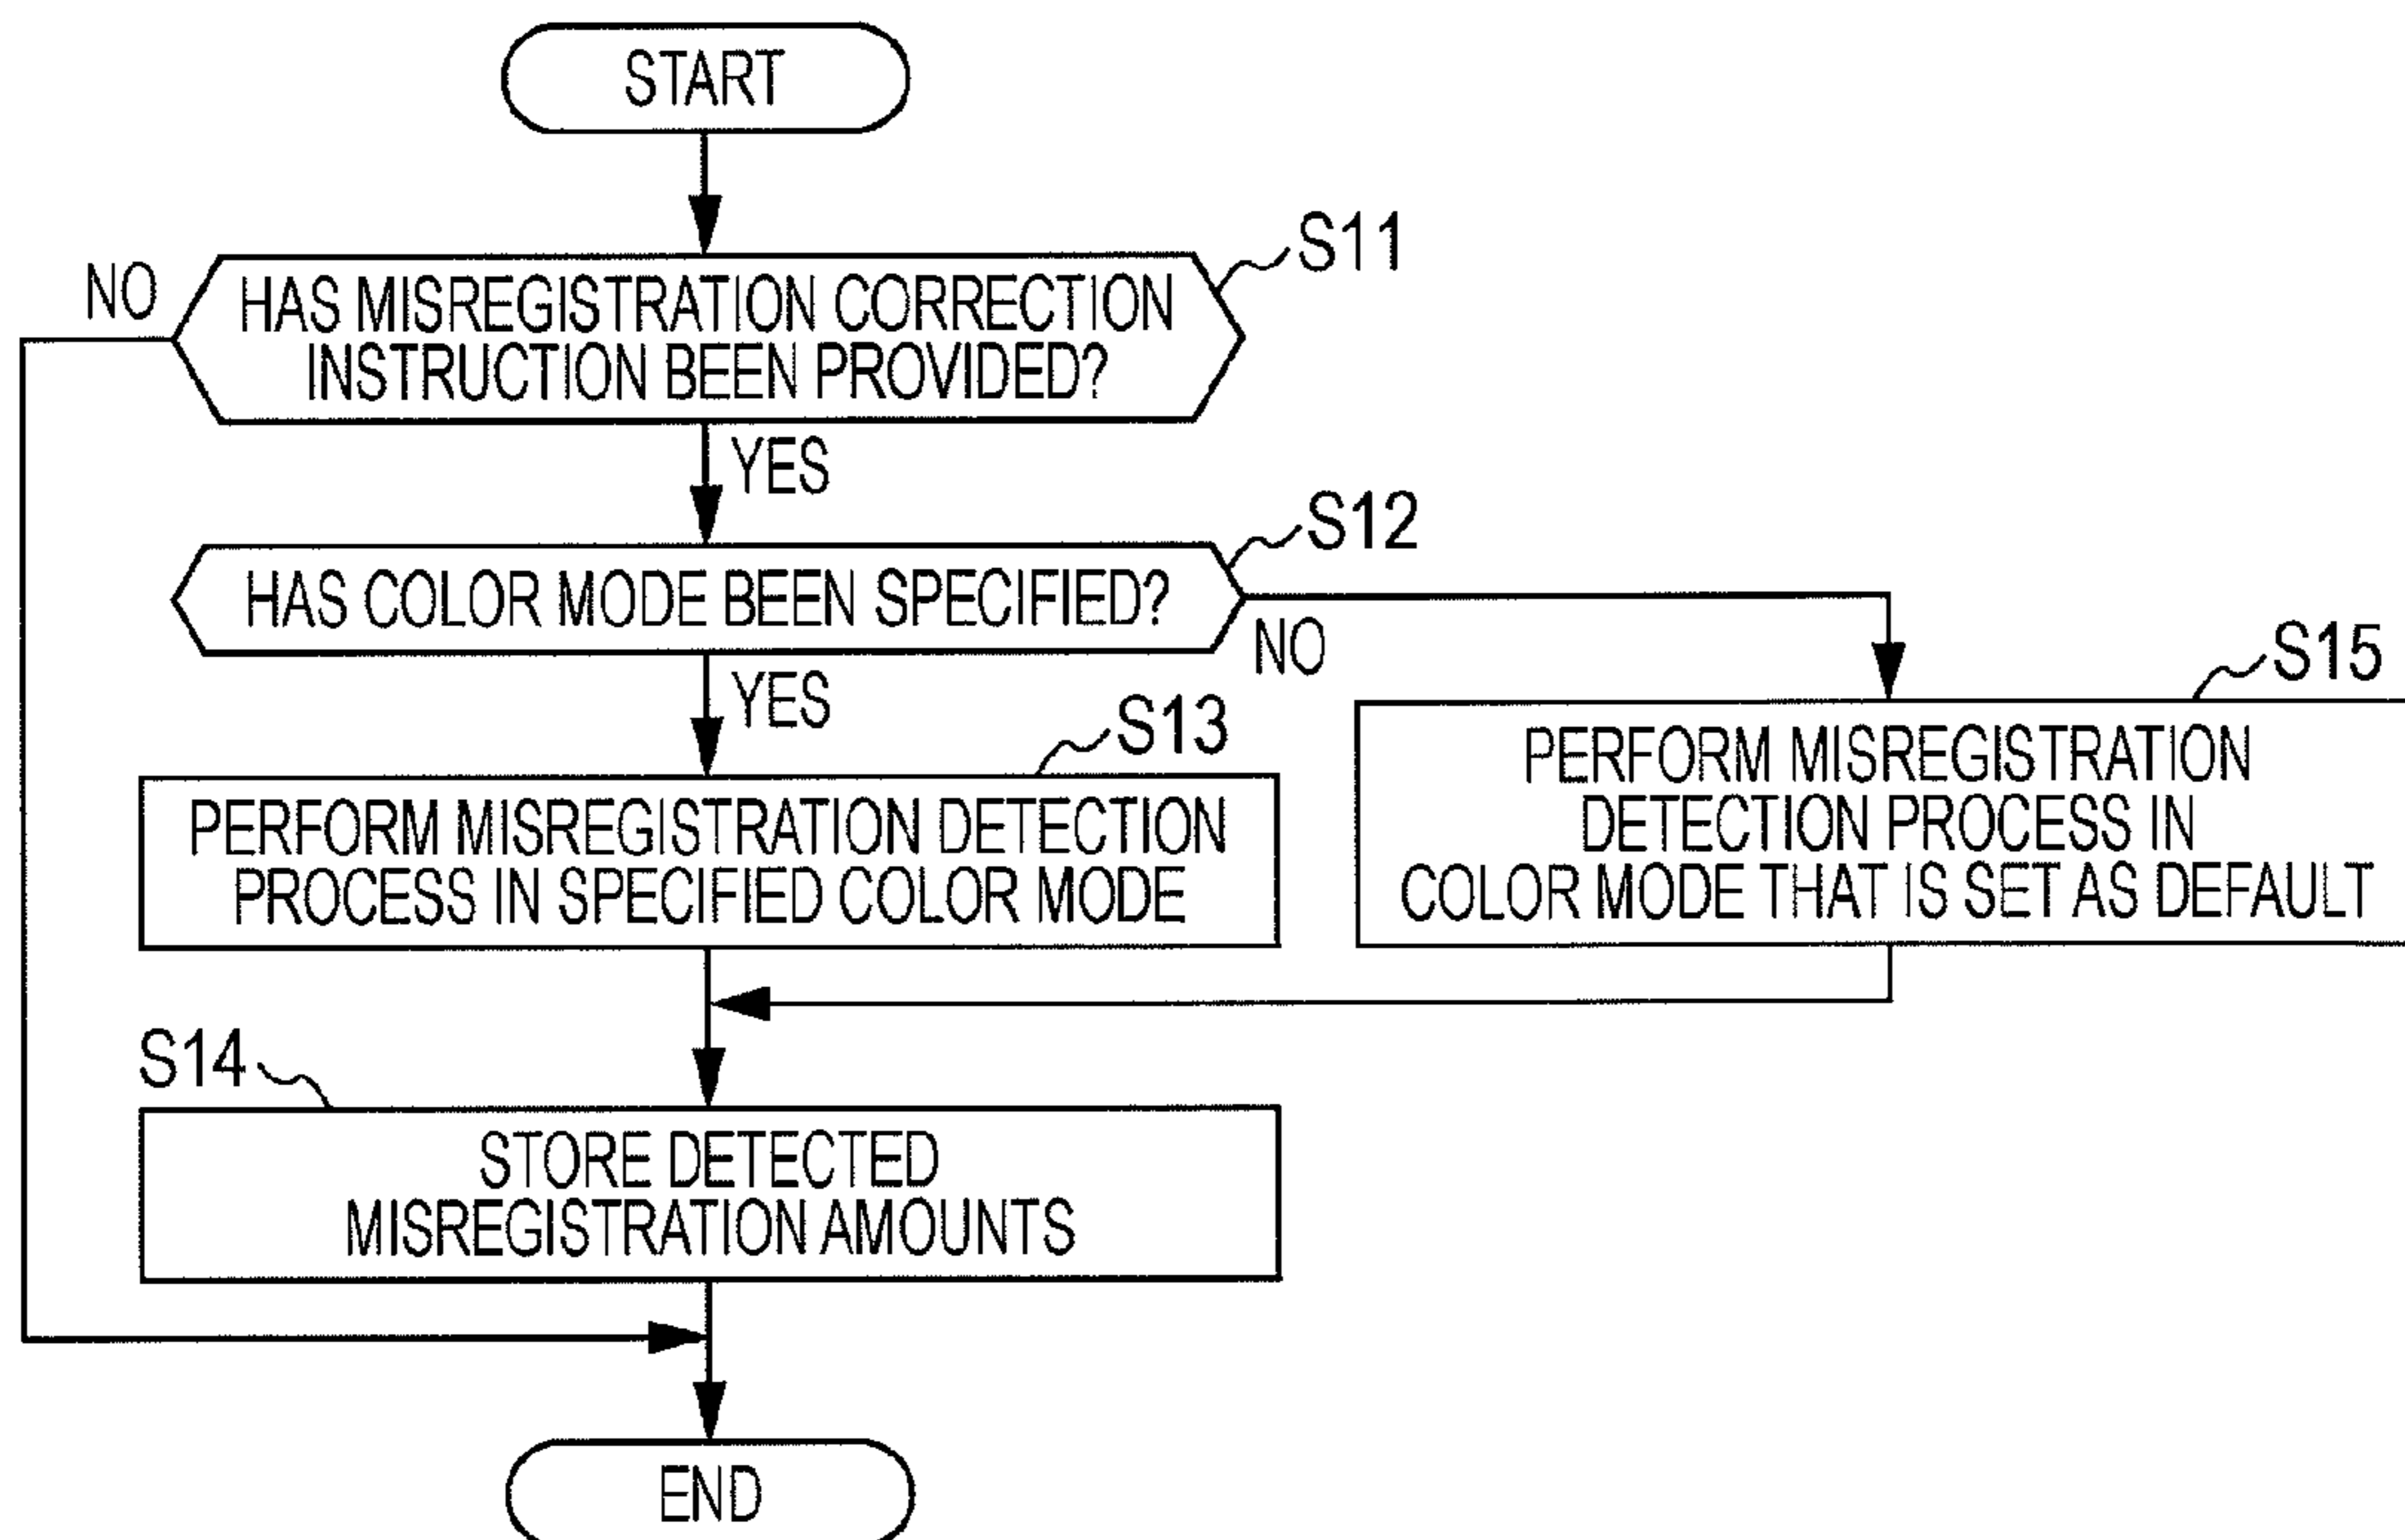 START
S11
NO
HAS MISREGISTRATION CORRECTION
INSTRUCTION BEEN PROVIDED?
YES
S12
HAS COLOR MODE BEEN SPECIFIED?
NO
YES
S13
S15
PERFORM MISREGISTRATION DETECTION
PROCESS IN SPECIFIED COLOR MODE
PERFORM MISREGISTRATION
DETECTION PROCESS IN
COLOR MODE THAT IS SET AS DEFAULT
S14
STORE DETECTED
MISREGISTRATION AMOUNTS
END